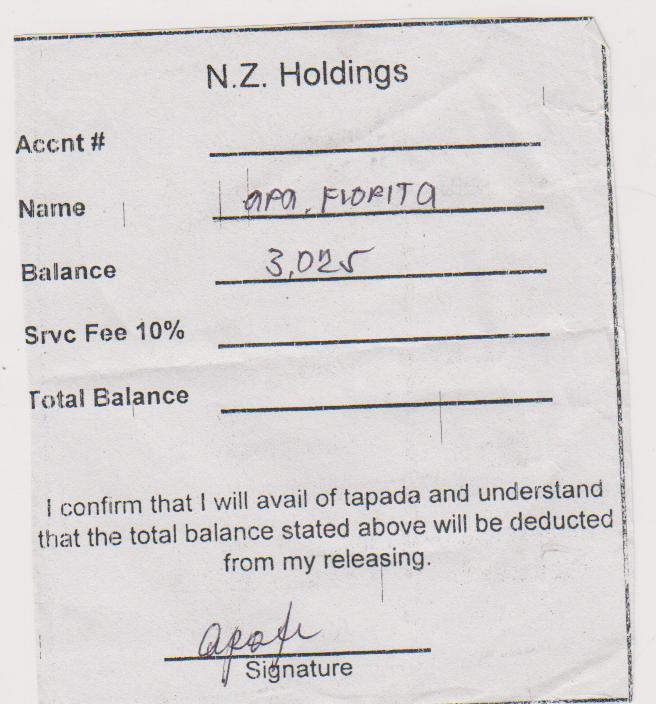 N.Z. Holdings
Accnt #
Name apa, FLORITA
Balance 3,025
Srvc Fee 10%
Total Balance
I confirm that I will avail of tapada and understand
that the total balance stated above will be deducted
from my releasing.
Signature